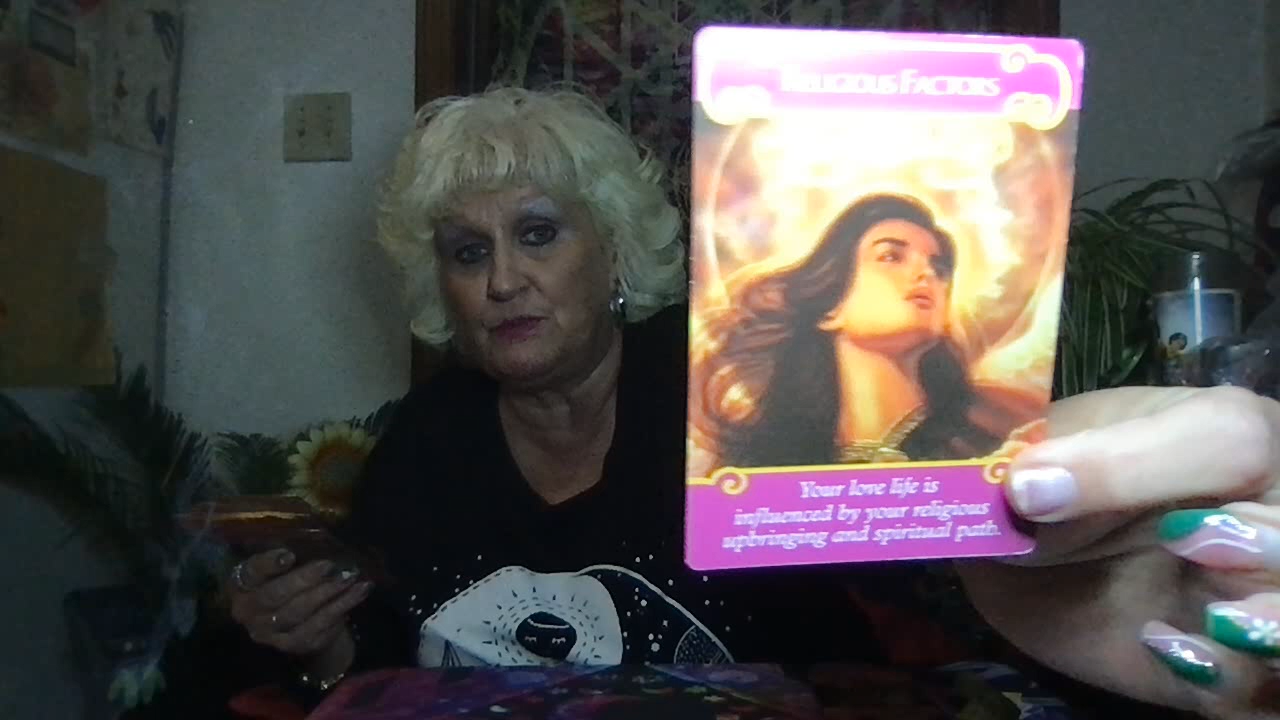 RELIGIOUS FACTORS
Your love life is
influenced by your religious
upbringing and spiritual path.